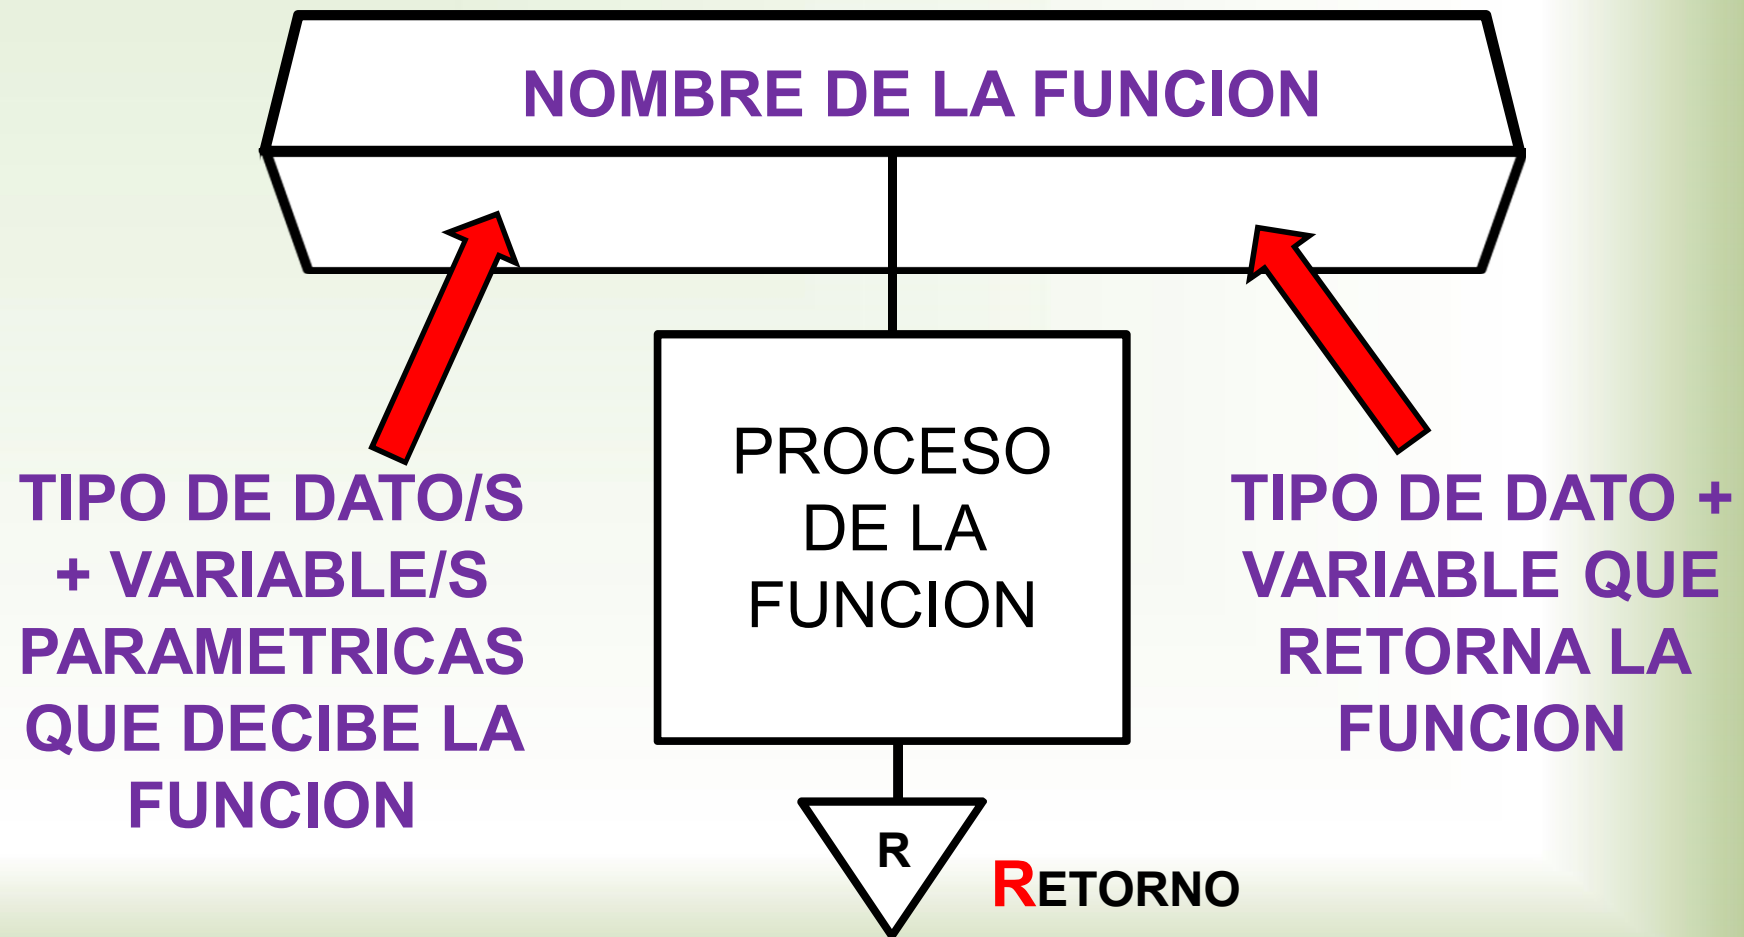 NOMBRE DE LA FUNCION
TIPO DE DATO/S
+ VARIABLE/S
PARAMETRICAS
QUE DECIBE LA
FUNCION
PROCESO
DE LA
FUNCION
TIPO DE DATO +
VARIABLE QUE
RETORNA LA
FUNCION
R
RETORNO